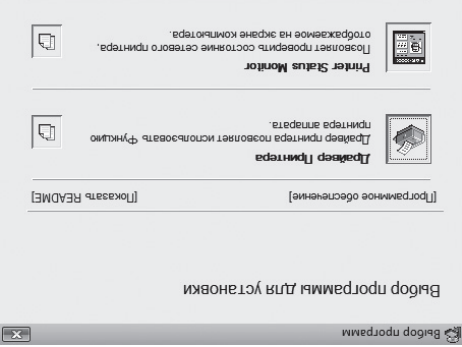 Выбор программ
Выбор программы для установки
[Программное обеспечение] [Показать README]
Драйвер Принтера
Драйвер принтера позволяет использовать Функцию
принтера аппарата.
Printer Status Monitor
Позволяет проверить состояние сетевого принтера,
отображаемое на экране компьютера.